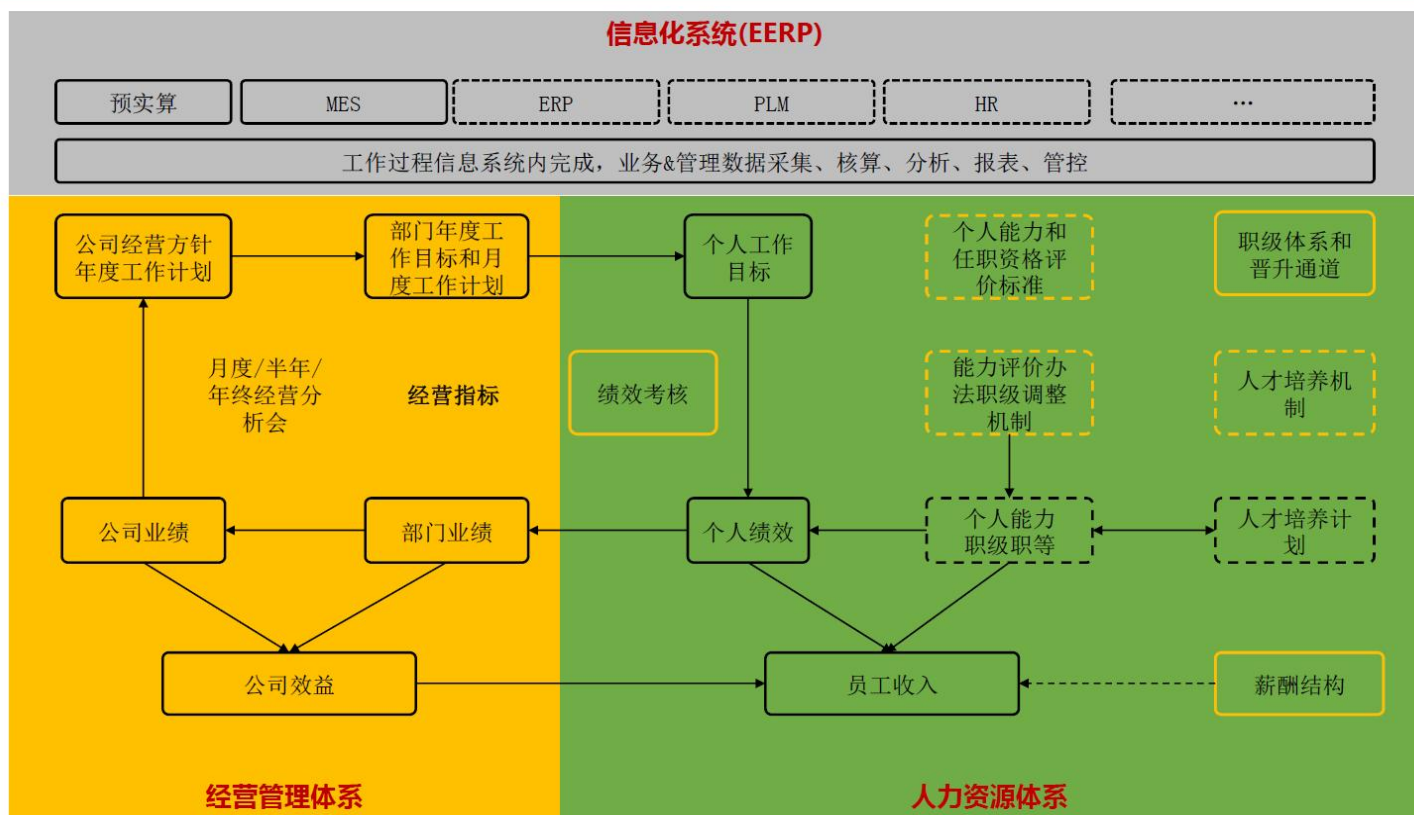 信息化系统(EERP)
预实算
MES
ERP
PLM
HR
…
工作过程信息系统内完成，业务&管理数据采集、核算、分析、报表、管控
公司经营方针
年度工作计划
部门年度工
作目标和月
度工作计划
个人工作
目标
个人能力和
任职资格评
价标准
职级体系和
晋升通道
月度/半年/
年终经营分
析会
经营指标
绩效考核
能力评价办
法职级调整
机制
人才培养机
制
公司业绩
部门业绩
个人绩效
个人能力
职级职等
人才培养计
划
公司效益
员工收入
薪酬结构
经营管理体系
人力资源体系